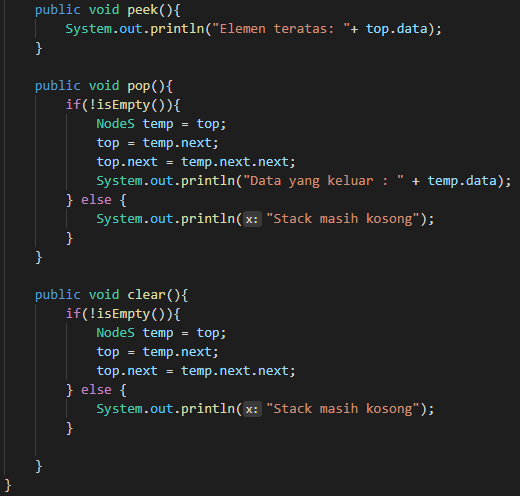 public void peek(){
System.out.println("Elemen teratas: "+ top.data);
}
public void pop(){
if(!isEmpty()){
NodeS temp = top;
top = temp.next;
top.next = temp.next.next;
System.out.println("Data yang keluar : " + temp.data);
} else {
System.out.println(x: "Stack masih kosong");
}
}
public void clear(){
if(!isEmpty()){
NodeS temp = top;
top = temp.next;
top.next = temp.next.next;
} else {
System.out.println(x: "Stack masih kosong");
}
}
}